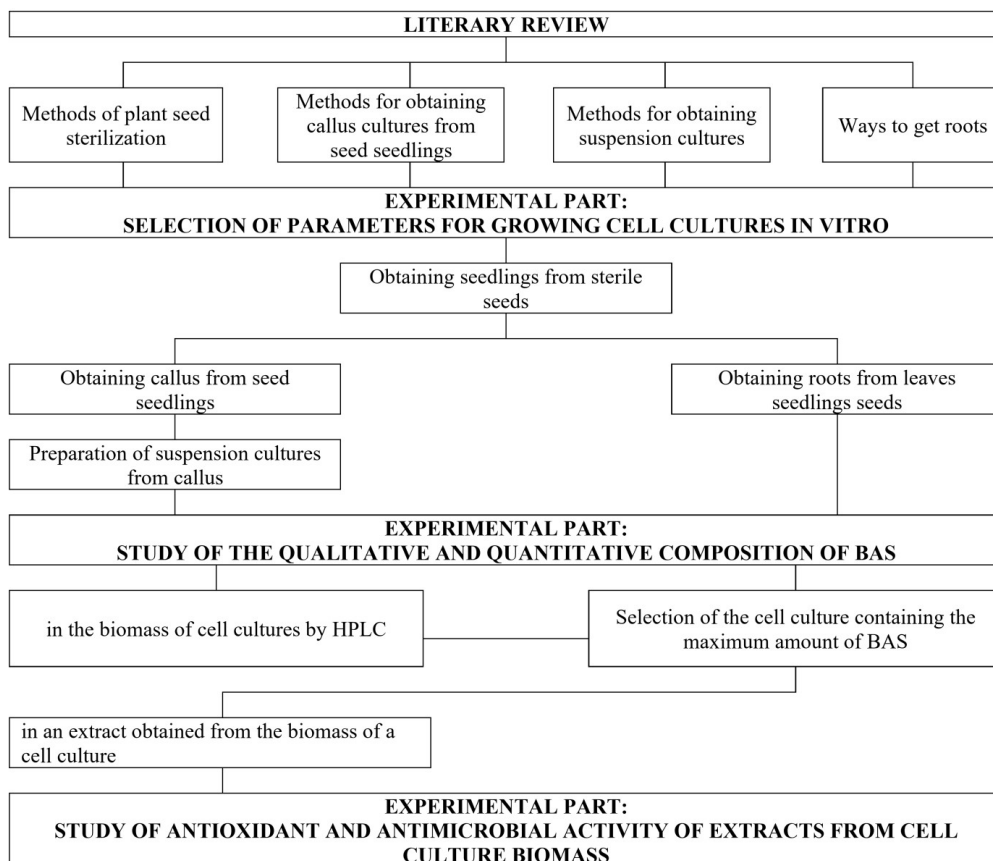 LITERARY REVIEW
Methods of plant seed
sterilization
Methods for obtaining
callus cultures from
seed seedlings
Methods for obtaining
suspension cultures
Ways to get roots
EXPERIMENTAL PART:
SELECTION OF PARAMETERS FOR GROWING CELL CULTURES IN VITRO
Obtaining seedlings from sterile
seeds
Obtaining callus from seed
seedlings
Obtaining roots from leaves
seedlings seeds
Preparation of suspension cultures
from callus
EXPERIMENTAL PART:
STUDY OF THE QUALITATIVE AND QUANTITATIVE COMPOSITION OF BAS
in the biomass of cell cultures by HPLC
Selection of the cell culture containing the
maximum amount of BAS
in an extract obtained from the biomass of a
cell culture
EXPERIMENTAL PART:
STUDY OF ANTIOXIDANT AND ANTIMICROBIAL ACTIVITY OF EXTRACTS FROM CELL
CULTURE BIOMASS